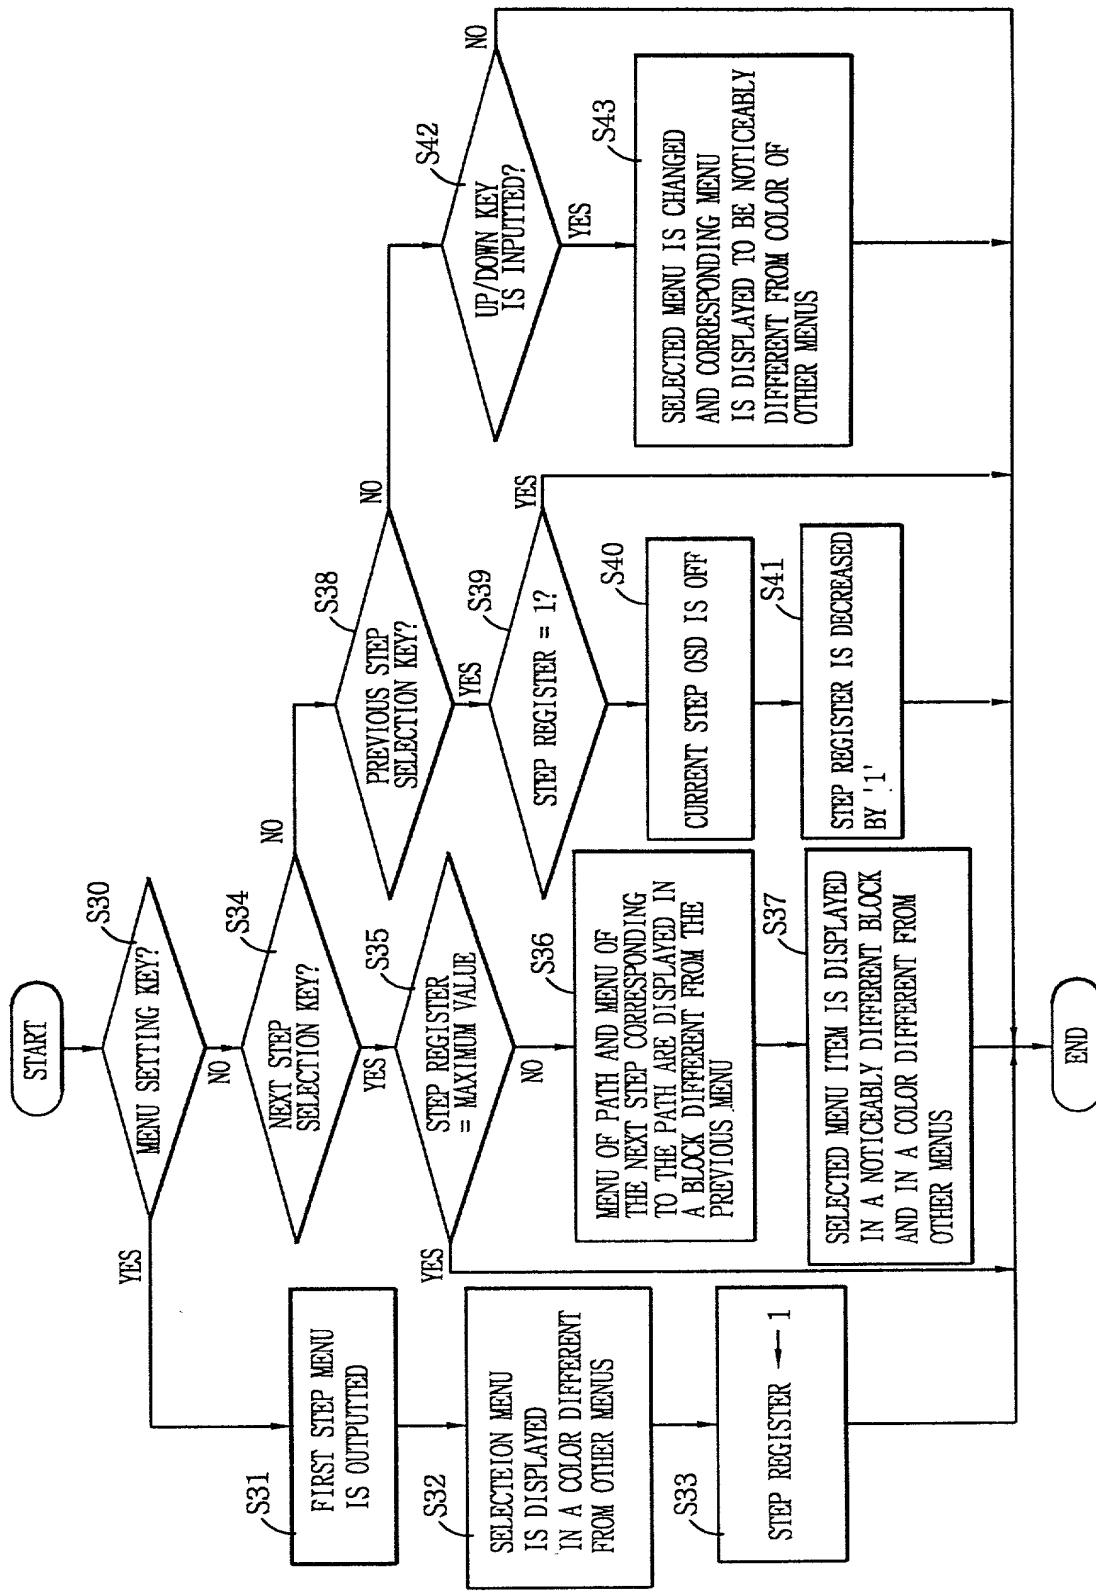 START
S30
MENU SETTING KEY?
YES
NO
S31
FIRST STEP MENU
IS OUTPUTTED
S32
SELECTEION MENU
IS DISPLAYED
IN A COLOR DIFFERENT
FROM OTHER MENUS
S33
STEP REGISTER ← 1
S34
NEXT STEP
SELECTION KEY?
NO
YES
S35
STEP REGISTER
= MAXIMUM VALUE
YES
NO
S36
MENU OF PATH AND MENU OF
THE NEXT STEP CORRESPONDING
TO THE PATH ARE DISPLAYED IN
A BLOCK DIFFERENT FROM THE
PREVIOUS MENU
S37
SELECTED MENU ITEM IS DISPLAYED
IN A NOTICEABLY DIFFERENT BLOCK
AND IN A COLOR DIFFERENT FROM
OTHER MENUS
S38
PREVIOUS STEP
SELECTION KEY?
NO
YES
S39
STEP REGISTER = 1?
YES
S40
CURRENT STEP OSD IS OFF
S41
STEP REGISTER IS DECREASED
BY '1'
S42
UP/DOWN KEY
IS INPUTTED?
NO
YES
S43
SELECTED MENU IS CHANGED
AND CORRESPONDING MENU
IS DISPLAYED TO BE NOTICEABLY
DIFFERENT FROM COLOR OF
OTHER MENUS
END